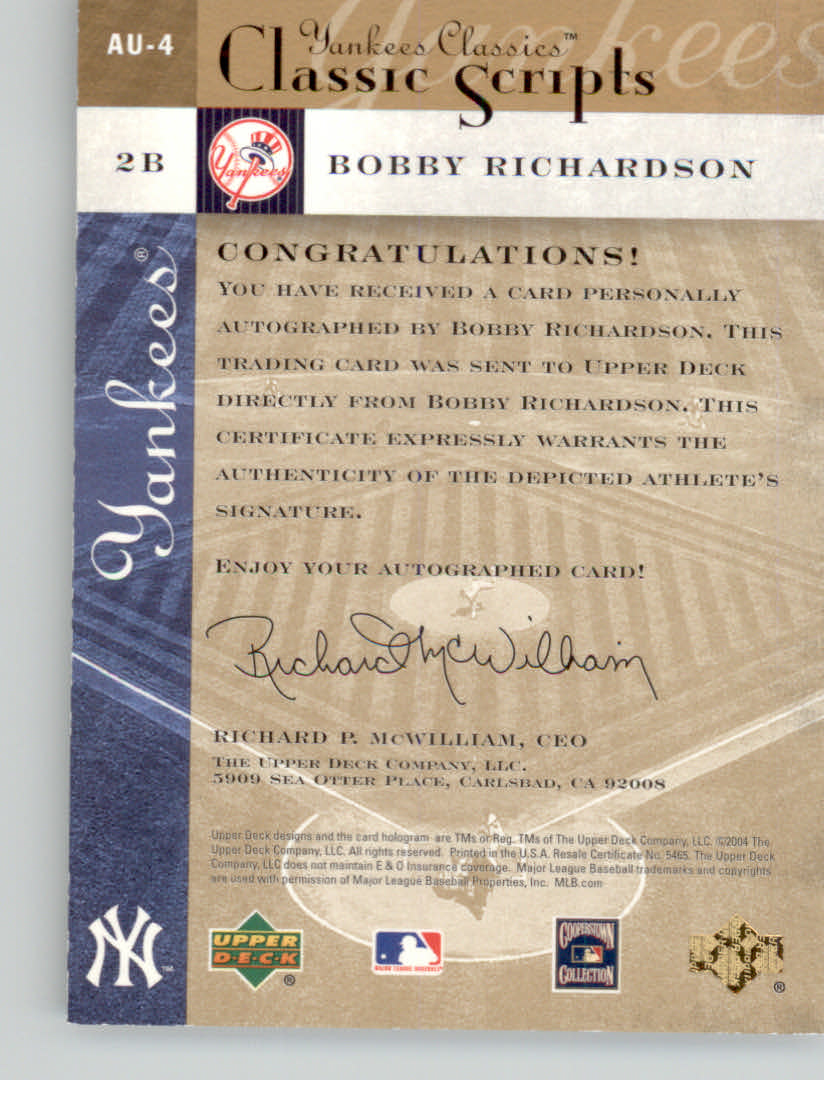 AU-4
Yankees
Yankees Classics™
Classic Scripts
2B
Yankees
BOBBY RICHARDSON
Yankees®
CONGRATULATIONS!
YOU HAVE RECEIVED A CARD PERSONALLY
AUTOGRAPHED BY BOBBY RICHARDSON. THIS
TRADING CARD WAS SENT TO UPPER DECK
DIRECTLY FROM BOBBY RICHARDSON. THIS
CERTIFICATE EXPRESSLY WARRANTS THE
AUTHENTICITY OF THE DEPICTED ATHLETE'S
SIGNATURE.
ENJOY YOUR AUTOGRAPHED CARD!
Richard McWilliam
RICHARD P. MCWILLIAM, CEO
THE UPPER DECK COMPANY, LLC.
5909 SEA OTTER PLACE, CARLSBAD, CA 92008
Upper Deck designs and the card hologram are TMs or Reg. TMs of The Upper Deck Company, LLC. ©2004 The
Upper Deck Company, LLC. All rights reserved. Printed in the U.S.A. Resale Certificate No. 5465. The Upper Deck
Company, LLC does not maintain E & O Insurance coverage. Major League Baseball trademarks and copyrights
are used with permission of Major League Baseball Properties, Inc. MLB.com
NY™
UPPER
D·E·C·K
®
MAJOR LEAGUE BASEBALL
COOPERSTOWN
COLLECTION
®